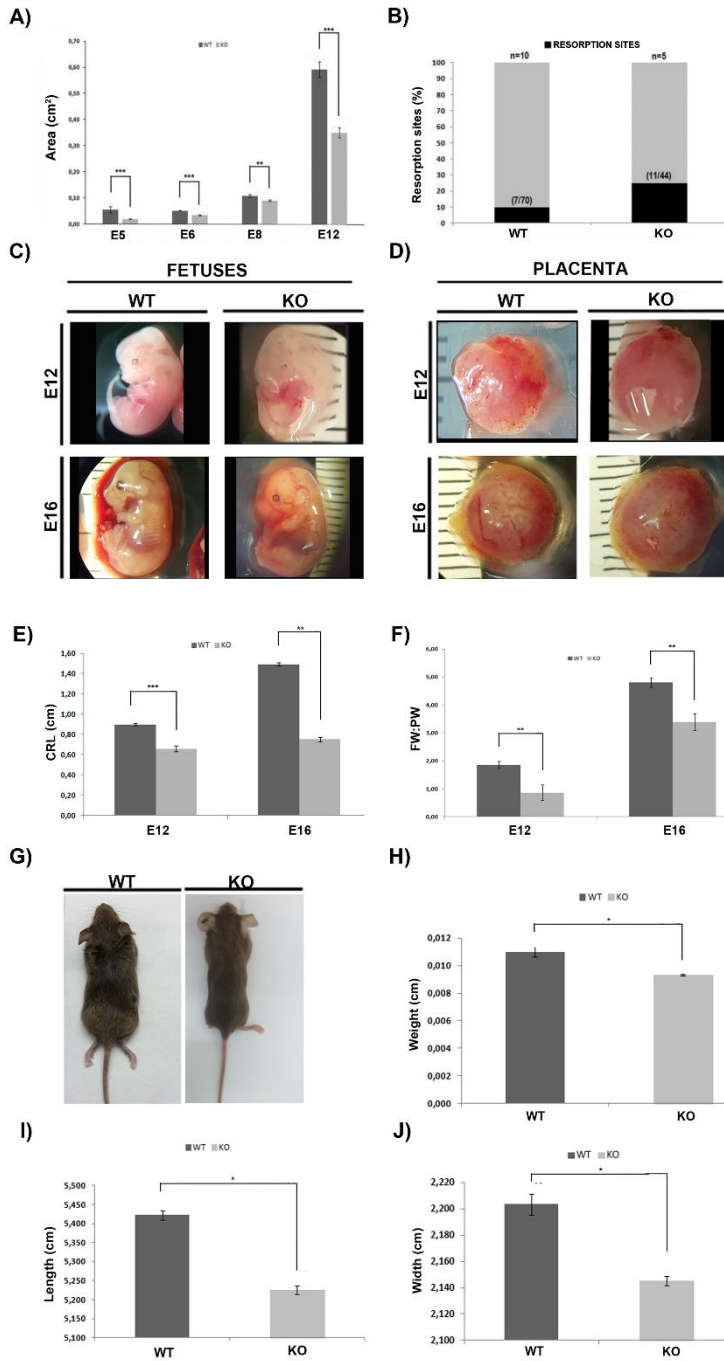 A)
WT KO
Area (cm²)
0,70
0,60
0,50
0,40
0,30
0,20
0,10
0,00
***
***
**
***
E5 E6 E8 E12
B)
RESORPTION SITES
Resorption sites (%)
100
90
80
70
60
50
40
30
20
10
0
n=10 n=5
(7/70) (11/44)
WT KO
C)
FETUSES
WT KO
E12
E16
D)
PLACENTA
WT KO
E12
E16
E)
WT KO
CRL (cm)
1,60
1,40
1,20
1,00
0,80
0,60
0,40
0,20
0,00
***
**
E12 E16
F)
WT KO
FW:PW
6,00
5,00
4,00
3,00
2,00
1,00
0,00
**
**
E12 E16
G)
WT KO
H)
WT KO
Weight (cm)
0,012
0,010
0,008
0,006
0,004
0,002
0,000
*
WT KO
I)
WT KO
Length (cm)
5,500
5,450
5,400
5,350
5,300
5,250
5,200
5,150
5,100
*
WT KO
J)
WT KO
Width (cm)
2,220
2,200
2,180
2,160
2,140
2,120
2,100
*
WT KO